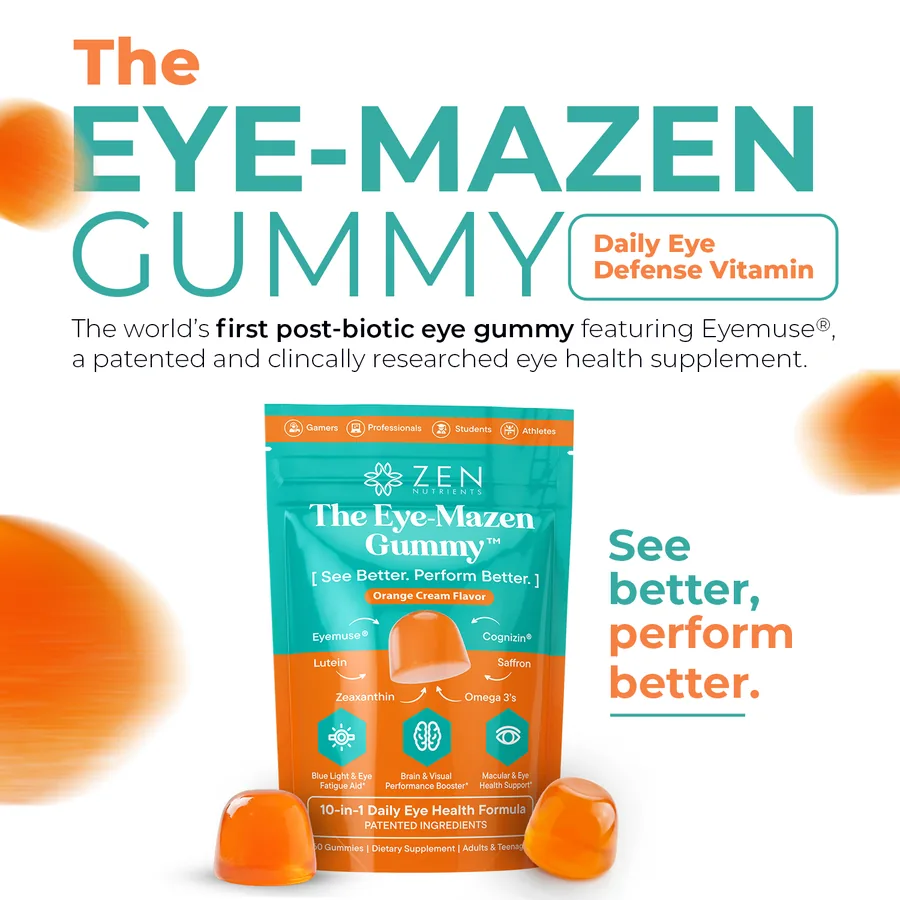 The
EYE-MAZEN
GUMMY
Daily Eye
Defense Vitamin
The world's first post-biotic eye gummy featuring Eyemuse®,
a patented and clincally researched eye health supplement.
Gamers Professionals Students Athletes
ZEN
NUTRIENTS
The Eye-Mazen
Gummy™
[ See Better. Perform Better. ]
Orange Cream Flavor
Eyemuse® Cognizin®
Lutein Saffron
Zeaxanthin Omega 3's
Blue Light & Eye
Fatigue Aid*
Brain & Visual
Performance Booster*
Macular & Eye
Health Support*
10-in-1 Daily Eye Health Formula
PATENTED INGREDIENTS
Gummies | Dietary Supplement | Adults &
See
better,
perform
better.